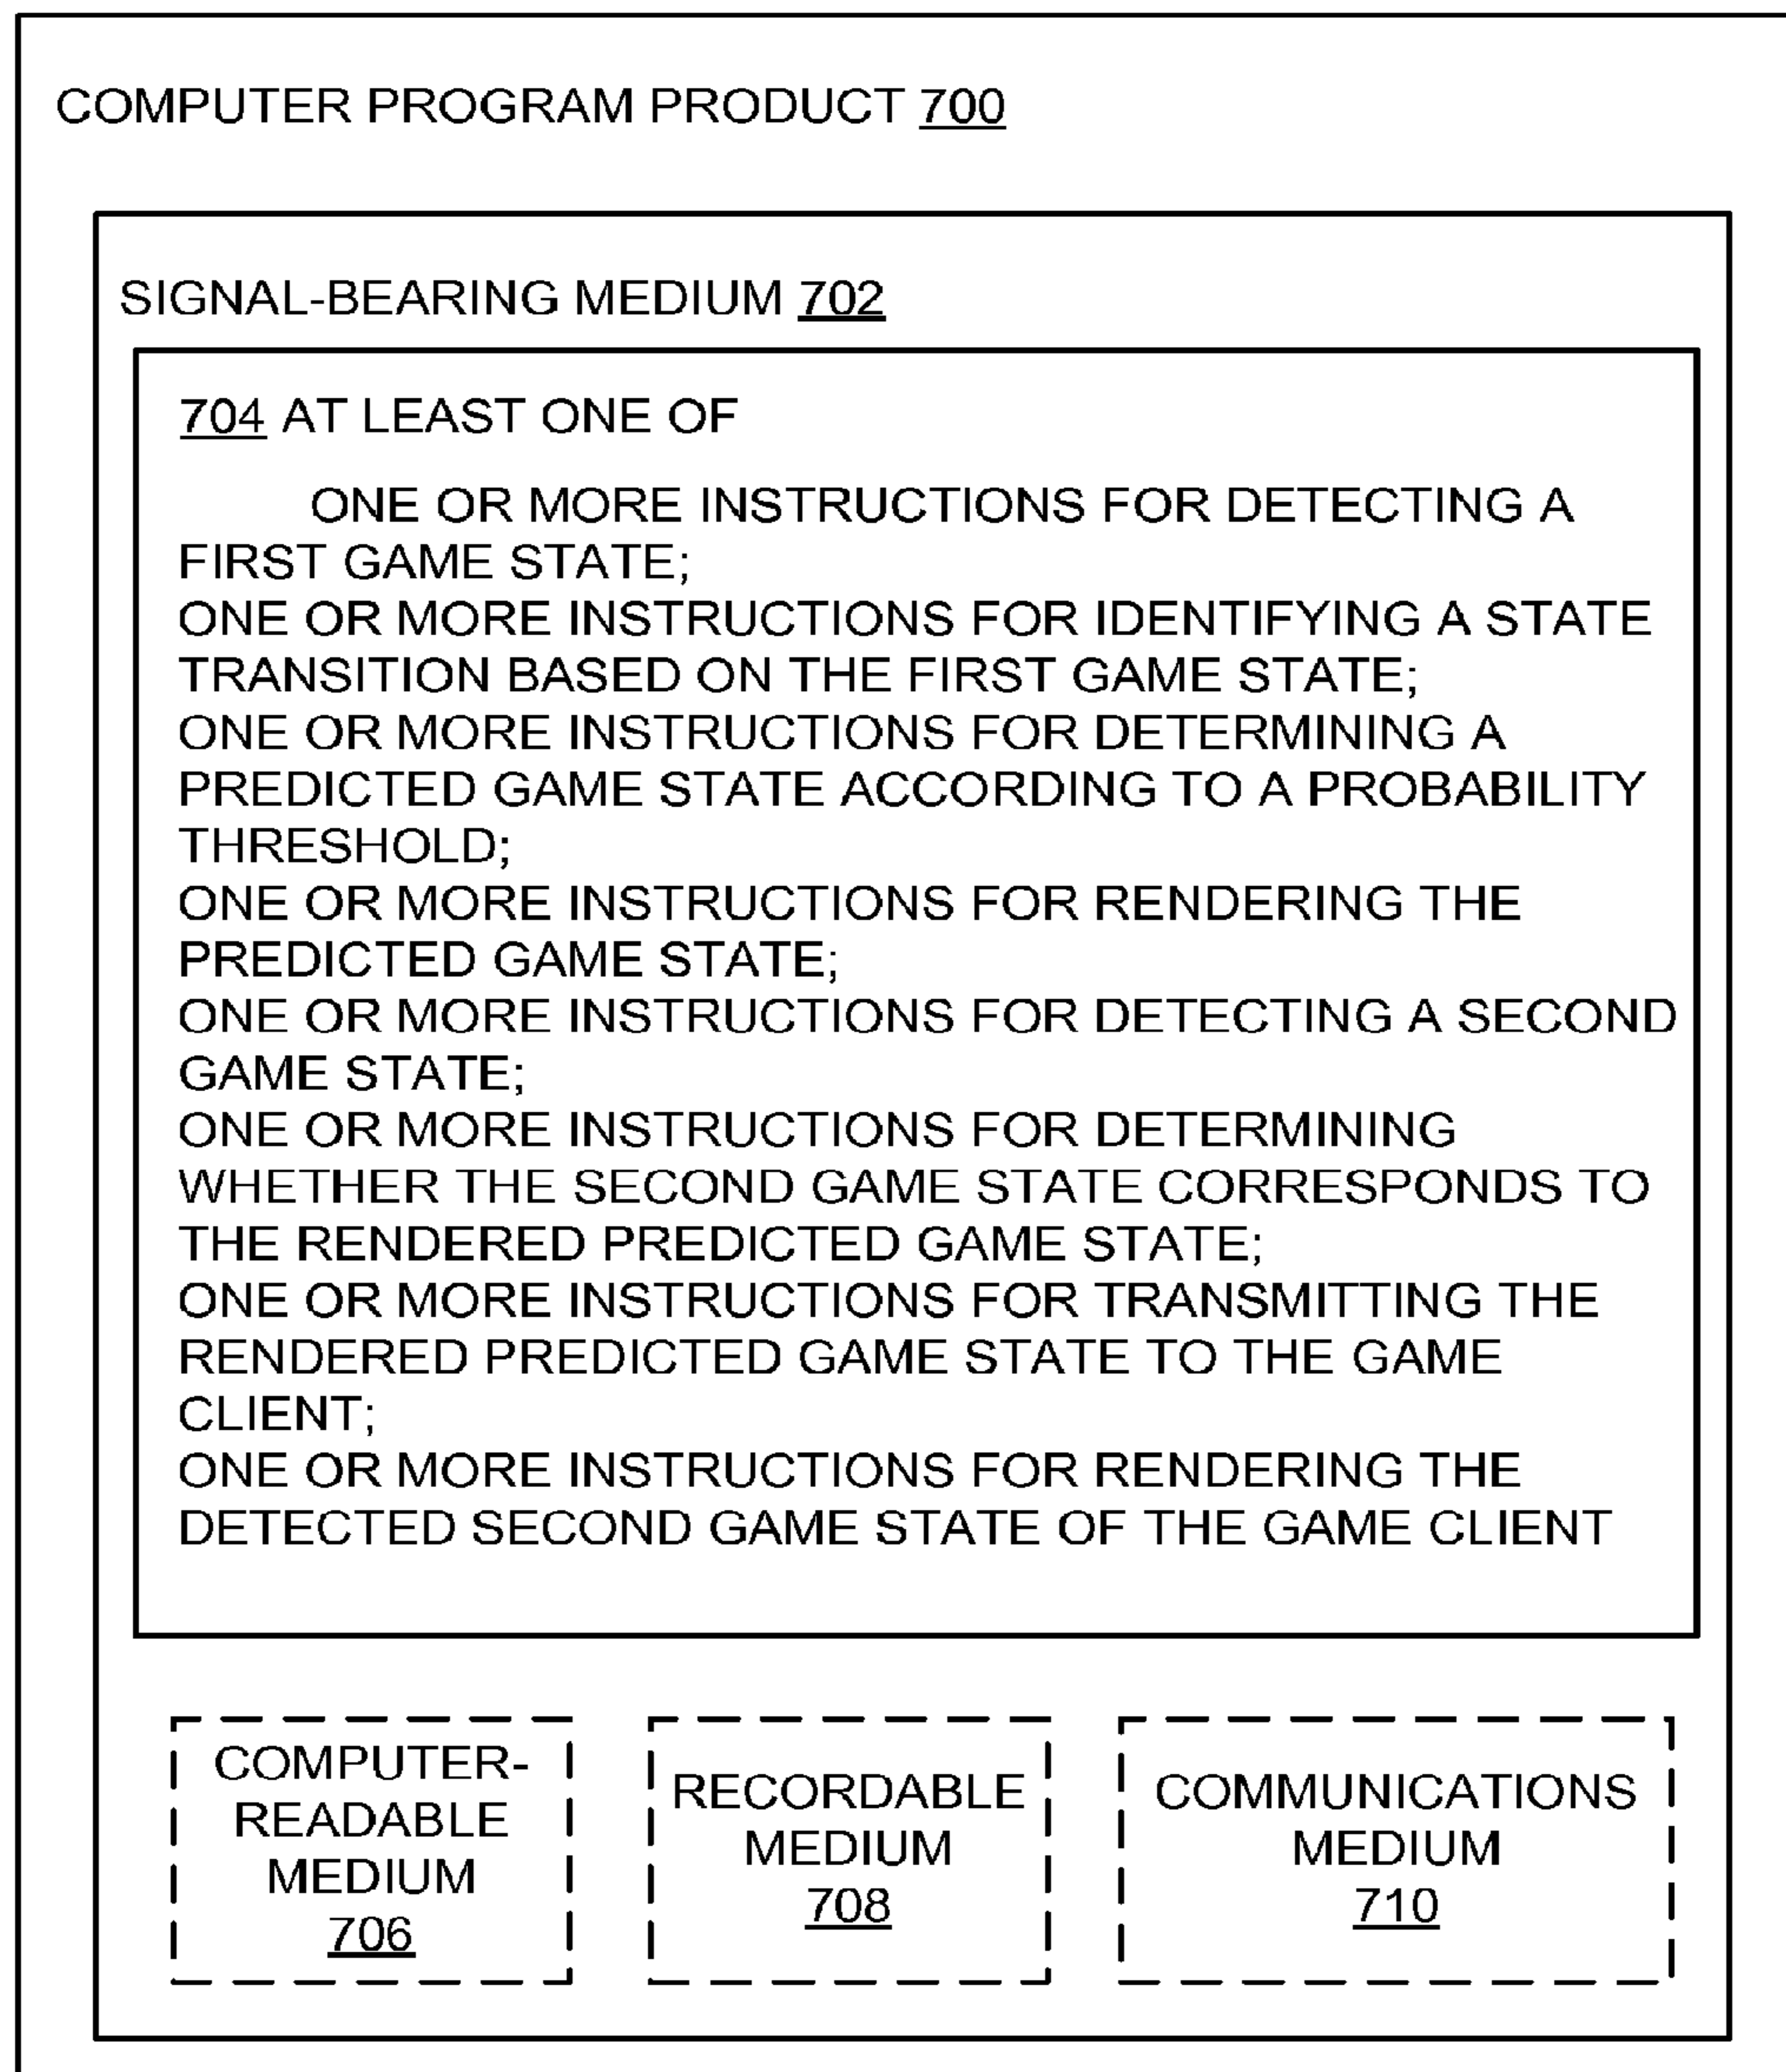 COMPUTER PROGRAM PRODUCT 700
SIGNAL-BEARING MEDIUM 702
704 AT LEAST ONE OF
ONE OR MORE INSTRUCTIONS FOR DETECTING A
FIRST GAME STATE;
ONE OR MORE INSTRUCTIONS FOR IDENTIFYING A STATE
TRANSITION BASED ON THE FIRST GAME STATE;
ONE OR MORE INSTRUCTIONS FOR DETERMINING A
PREDICTED GAME STATE ACCORDING TO A PROBABILITY
THRESHOLD;
ONE OR MORE INSTRUCTIONS FOR RENDERING THE
PREDICTED GAME STATE;
ONE OR MORE INSTRUCTIONS FOR DETECTING A SECOND
GAME STATE;
ONE OR MORE INSTRUCTIONS FOR DETERMINING
WHETHER THE SECOND GAME STATE CORRESPONDS TO
THE RENDERED PREDICTED GAME STATE;
ONE OR MORE INSTRUCTIONS FOR TRANSMITTING THE
RENDERED PREDICTED GAME STATE TO THE GAME
CLIENT;
ONE OR MORE INSTRUCTIONS FOR RENDERING THE
DETECTED SECOND GAME STATE OF THE GAME CLIENT
COMPUTER-
READABLE
MEDIUM
706
RECORDABLE
MEDIUM
708
COMMUNICATIONS
MEDIUM
710